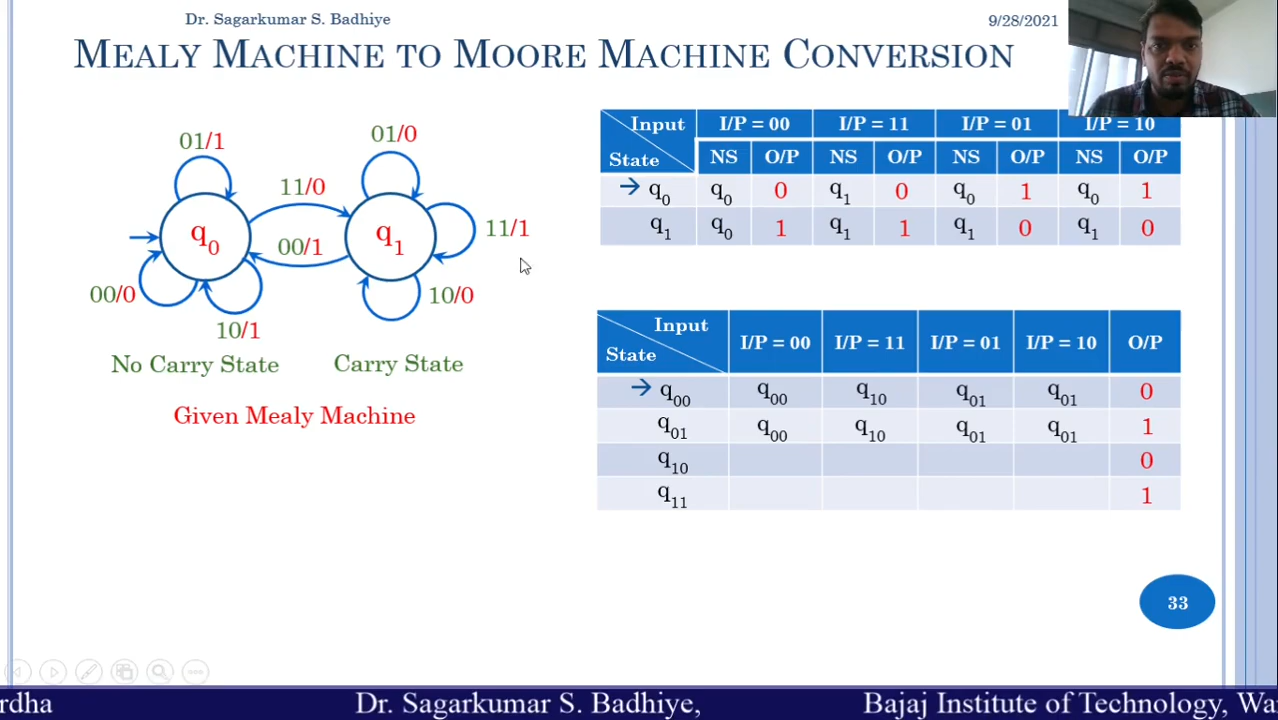 Dr. Sagarkumar S. Badhiye 9/28/2021
MEALY MACHINE TO MOORE MACHINE CONVERSION
01/1 01/0
11/0
q0 q1
11/1
00/1
00/0 10/0
10/1
No Carry State Carry State
Given Mealy Machine
Input I/P = 00 I/P = 11 I/P = 01 I/P = 10
State NS O/P NS O/P NS O/P NS O/P
→ q0 q0 0 q1 0 q0 1 q0 1
q1 q0 1 q1 1 q1 0 q1 0
Input I/P = 00 I/P = 11 I/P = 01 I/P = 10 O/P
State
→ q00 q00 q10 q01 q01 0
q01 q00 q10 q01 q01 1
q10 0
q11 1
33
rdha Dr. Sagarkumar S. Badhiye, Bajaj Institute of Technology, Wa